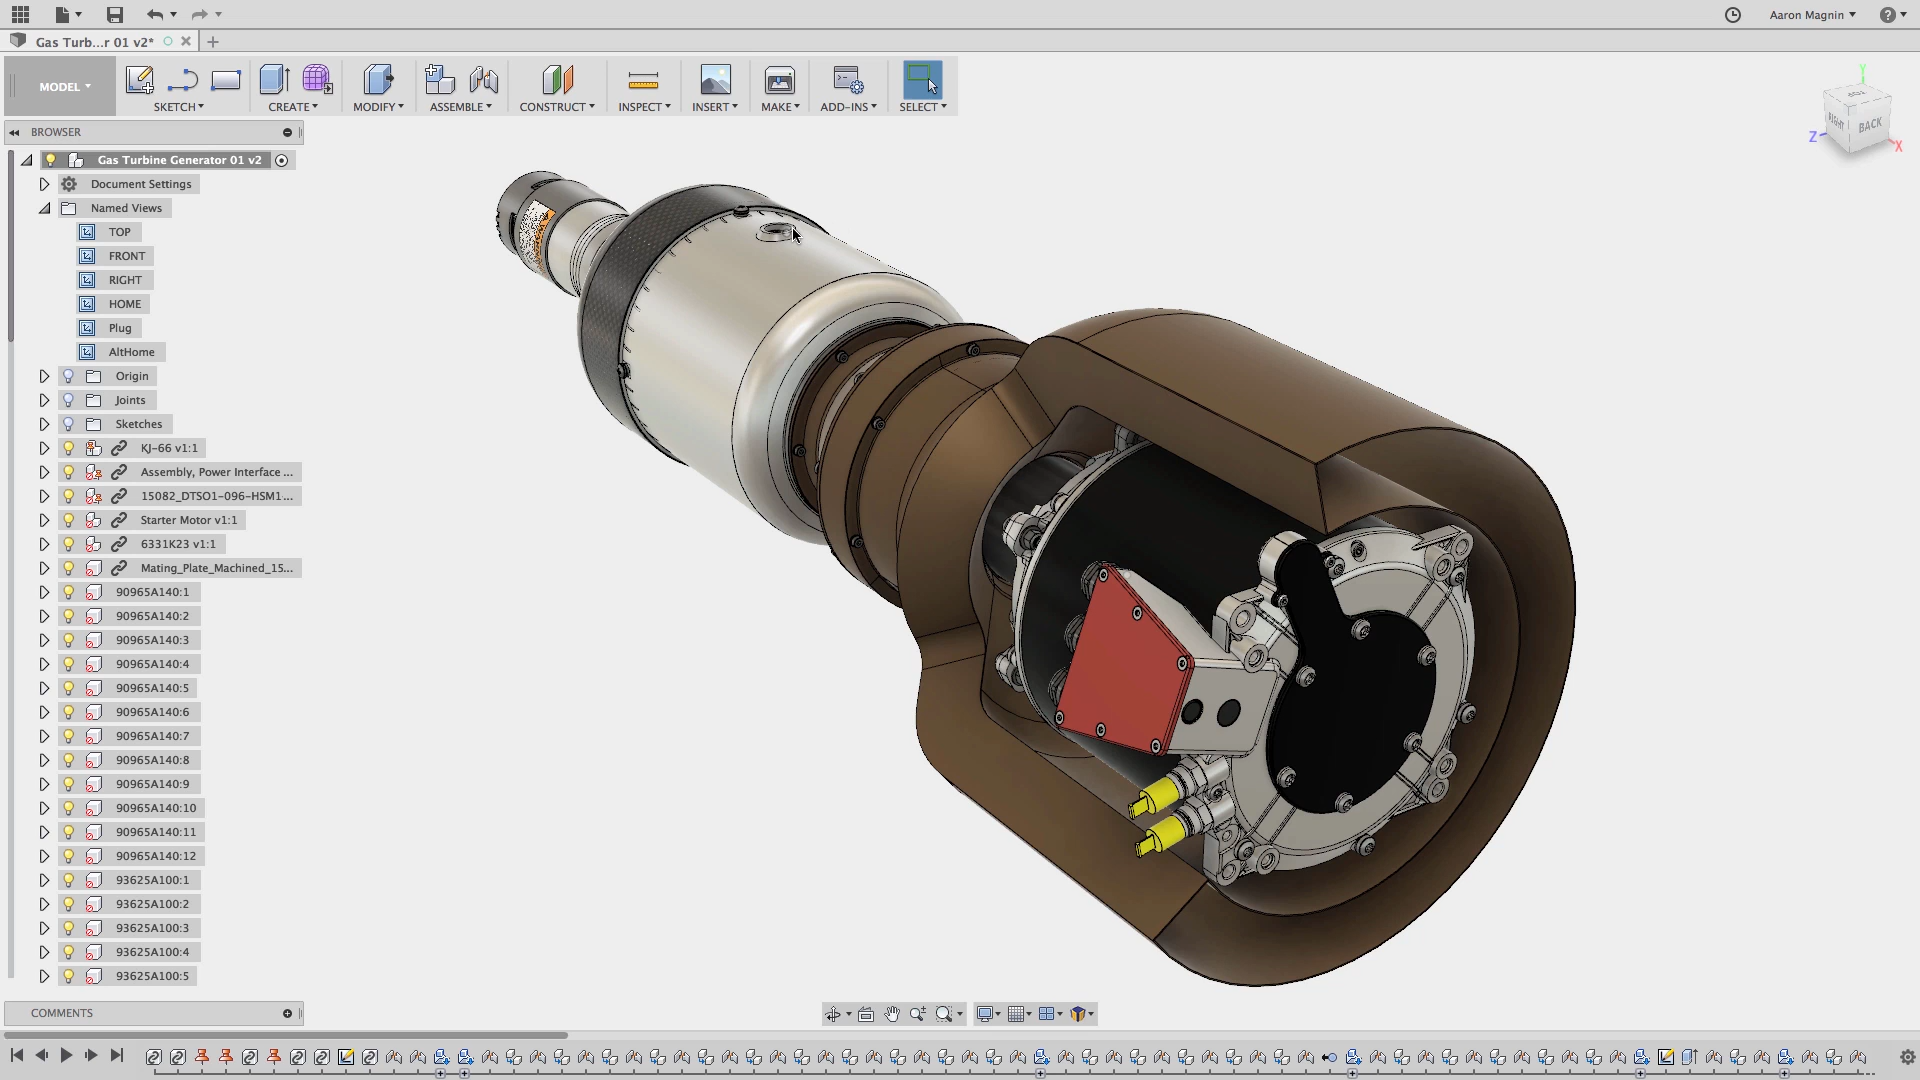 Aaron Magnin
?
Gas Turb...r 01 v2*
MODEL
SKETCH
CREATE
MODIFY
ASSEMBLE
CONSTRUCT
INSPECT
INSERT
MAKE
ADD-INS
SELECT
Y
TOP
RIGHT
BACK
Z
X
BROWSER
Gas Turbine Generator 01 v2
Document Settings
Named Views
TOP
FRONT
RIGHT
HOME
Plug
AltHome
Origin
Joints
Sketches
KJ-66 v1:1
Assembly, Power Interface ...
15082_DTSO1-096-HSM1...
Starter Motor v1:1
6331K23 v1:1
Mating_Plate_Machined_15...
90965A140:1
90965A140:2
90965A140:3
90965A140:4
90965A140:5
90965A140:6
90965A140:7
90965A140:8
90965A140:9
90965A140:10
90965A140:11
90965A140:12
93625A100:1
93625A100:2
93625A100:3
93625A100:4
93625A100:5
COMMENTS